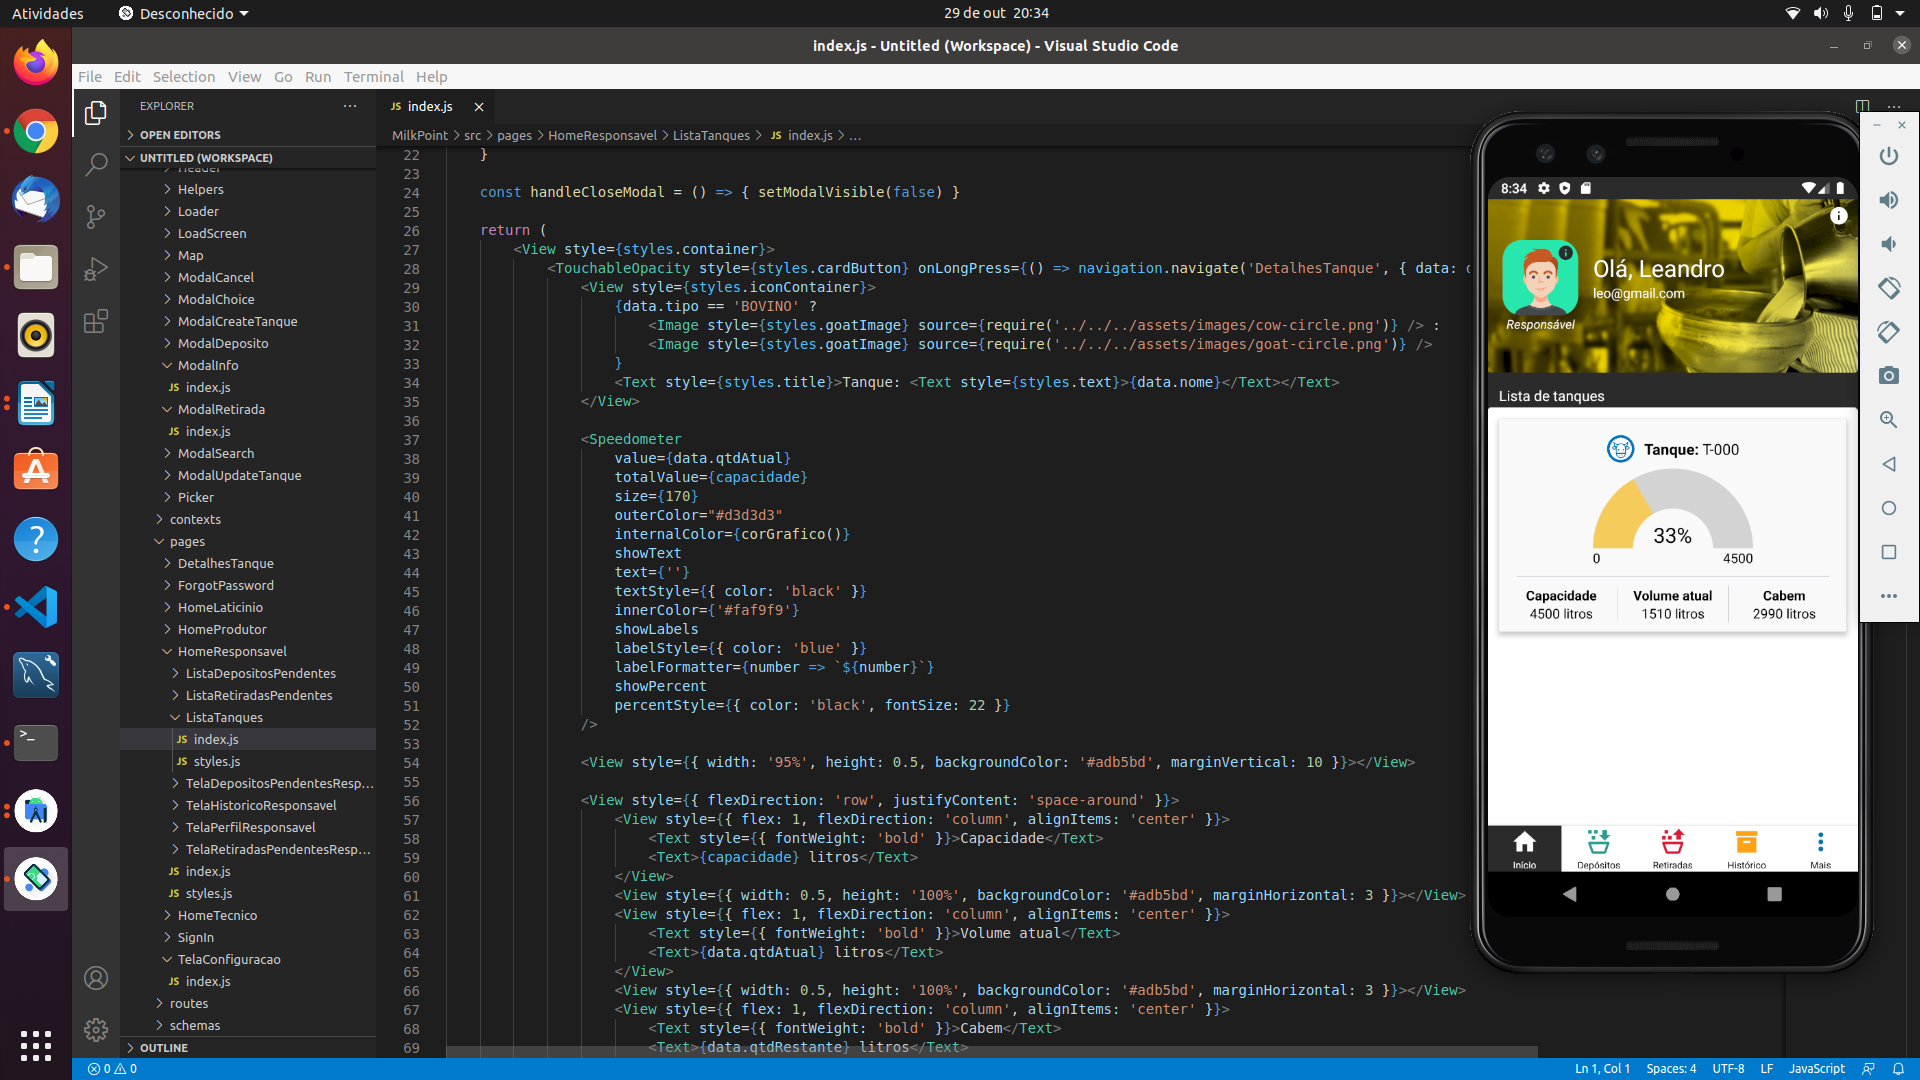 Atividades
Desconhecido
29 de out 20:34
index.js - Untitled (Workspace) - Visual Studio Code
File Edit Selection View Go Run Terminal Help
EXPLORER
OPEN EDITORS
UNTITLED (WORKSPACE)
Header
Helpers
Loader
LoadScreen
Map
ModalCancel
ModalChoice
ModalCreateTanque
ModalDeposito
ModalInfo
JS index.js
ModalRetirada
JS index.js
ModalSearch
ModalUpdateTanque
Picker
contexts
pages
DetalhesTanque
ForgotPassword
HomeLaticinio
HomeProdutor
HomeResponsavel
ListaDepositosPendentes
ListaRetiradasPendentes
ListaTanques
JS index.js
JS styles.js
TelaDepositosPendentesResp...
TelaHistoricoResponsavel
TelaPerfilResponsavel
TelaRetiradasPendentesResp...
JS index.js
JS styles.js
HomeTecnico
SignIn
TelaConfiguracao
JS index.js
routes
schemas
OUTLINE
JS index.js
MilkPoint > src > pages > HomeResponsavel > ListaTanques > JS index.js > ...
22 }
23
24 const handleCloseModal = () => { setModalVisible(false) }
25
26 return (
27 <View style={styles.container}>
28 <TouchableOpacity style={styles.cardButton} onLongPress={() => navigation.navigate('DetalhesTanque', { data: d
29 <View style={styles.iconContainer}>
30 {data.tipo == 'BOVINO' ?
31 <Image style={styles.goatImage} source={require('../../../assets/images/cow-circle.png')} /> :
32 <Image style={styles.goatImage} source={require('../../../assets/images/goat-circle.png')} />
33 }
34 <Text style={styles.title}>Tanque: <Text style={styles.text}>{data.nome}</Text></Text>
35 </View>
36
37 <Speedometer
38 value={data.qtdAtual}
39 totalValue={capacidade}
40 size={170}
41 outerColor="#d3d3d3"
42 internalColor={corGrafico()}
43 showText
44 text={''}
45 textStyle={{ color: 'black' }}
46 innerColor={'#faf9f9'}
47 showLabels
48 labelStyle={{ color: 'blue' }}
49 labelFormatter={number => `${number}`}
50 showPercent
51 percentStyle={{ color: 'black', fontSize: 22 }}
52 />
53
54 <View style={{ width: '95%', height: 0.5, backgroundColor: '#adb5bd', marginVertical: 10 }}></View>
55
56 <View style={{ flexDirection: 'row', justifyContent: 'space-around' }}>
57 <View style={{ flex: 1, flexDirection: 'column', alignItems: 'center' }}>
58 <Text style={{ fontWeight: 'bold' }}>Capacidade</Text>
59 <Text>{capacidade} litros</Text>
60 </View>
61 <View style={{ width: 0.5, height: '100%', backgroundColor: '#adb5bd', marginHorizontal: 3 }}></View>
62 <View style={{ flex: 1, flexDirection: 'column', alignItems: 'center' }}>
63 <Text style={{ fontWeight: 'bold' }}>Volume atual</Text>
64 <Text>{data.qtdAtual} litros</Text>
65 </View>
66 <View style={{ width: 0.5, height: '100%', backgroundColor: '#adb5bd', marginHorizontal: 3 }}></View>
67 <View style={{ flex: 1, flexDirection: 'column', alignItems: 'center' }}>
68 <Text style={{ fontWeight: 'bold' }}>Cabem</Text>
69 <Text>{data.qtdRestante} litros</Text>
8:34
Olá, Leandro
leo@gmail.com
Responsável
Lista de tanques
Tanque: T-000
33%
0 4500
Capacidade Volume atual Cabem
4500 litros 1510 litros 2990 litros
Início Depósitos Retiradas Histórico Mais
0 0
Ln 1, Col 1 Spaces: 4 UTF-8 LF JavaScript